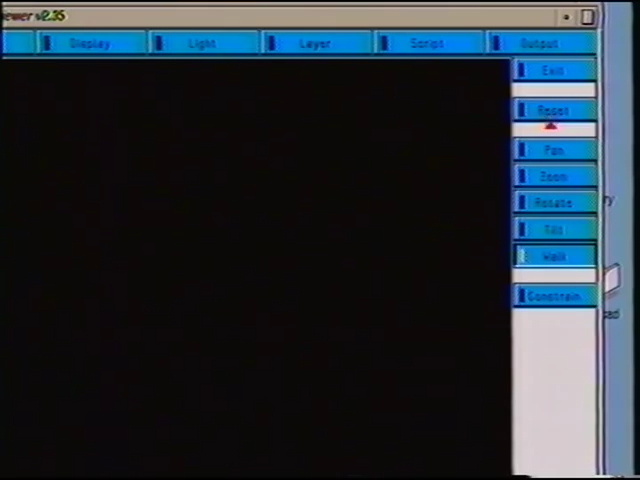 iewer v2.35
Display Light Layer Script Output
Exit
Reset
Pan
Zoom
Rotate
Tilt
Walk
Constrain